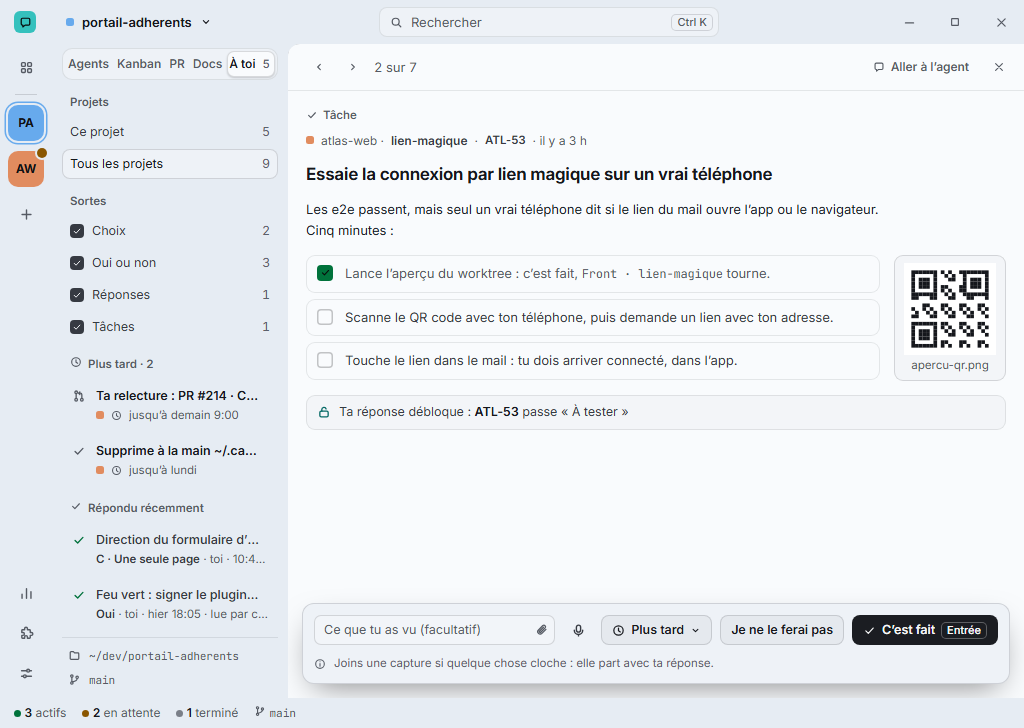 portail-adherents
Rechercher
Ctrl K
Agents Kanban PR Docs À toi 5
2 sur 7
Aller à l’agent
Projets
Ce projet 5
Tous les projets 9
PA
AW
Sortes
Choix 2
Oui ou non 3
Réponses 1
Tâches 1
Plus tard · 2
Ta relecture : PR #214 · C…
jusqu’à demain 9:00
Supprime à la main ~/.ca…
jusqu’à lundi
Répondu récemment
Direction du formulaire d’…
C · Une seule page · toi · 10:4…
Feu vert : signer le plugin…
Oui · toi · hier 18:05 · lue par c…
~/dev/portail-adherents
main
Tâche
atlas-web · lien-magique · ATL-53 · il y a 3 h
Essaie la connexion par lien magique sur un vrai téléphone
Les e2e passent, mais seul un vrai téléphone dit si le lien du mail ouvre l’app ou le navigateur.
Cinq minutes :
Lance l’aperçu du worktree : c’est fait, Front · lien-magique tourne.
Scanne le QR code avec ton téléphone, puis demande un lien avec ton adresse.
Touche le lien dans le mail : tu dois arriver connecté, dans l’app.
apercu-qr.png
Ta réponse débloque : ATL-53 passe « À tester »
Ce que tu as vu (facultatif)
Plus tard
Je ne le ferai pas
C’est fait Entrée
Joins une capture si quelque chose cloche : elle part avec ta réponse.
3 actifs 2 en attente 1 terminé main